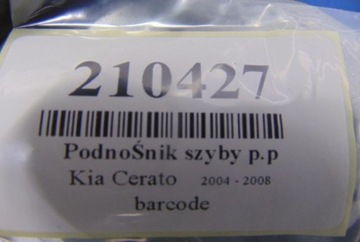 210427
PodnoŚnik szyby p.p
Kia Cerato 2004 - 2008
barcode